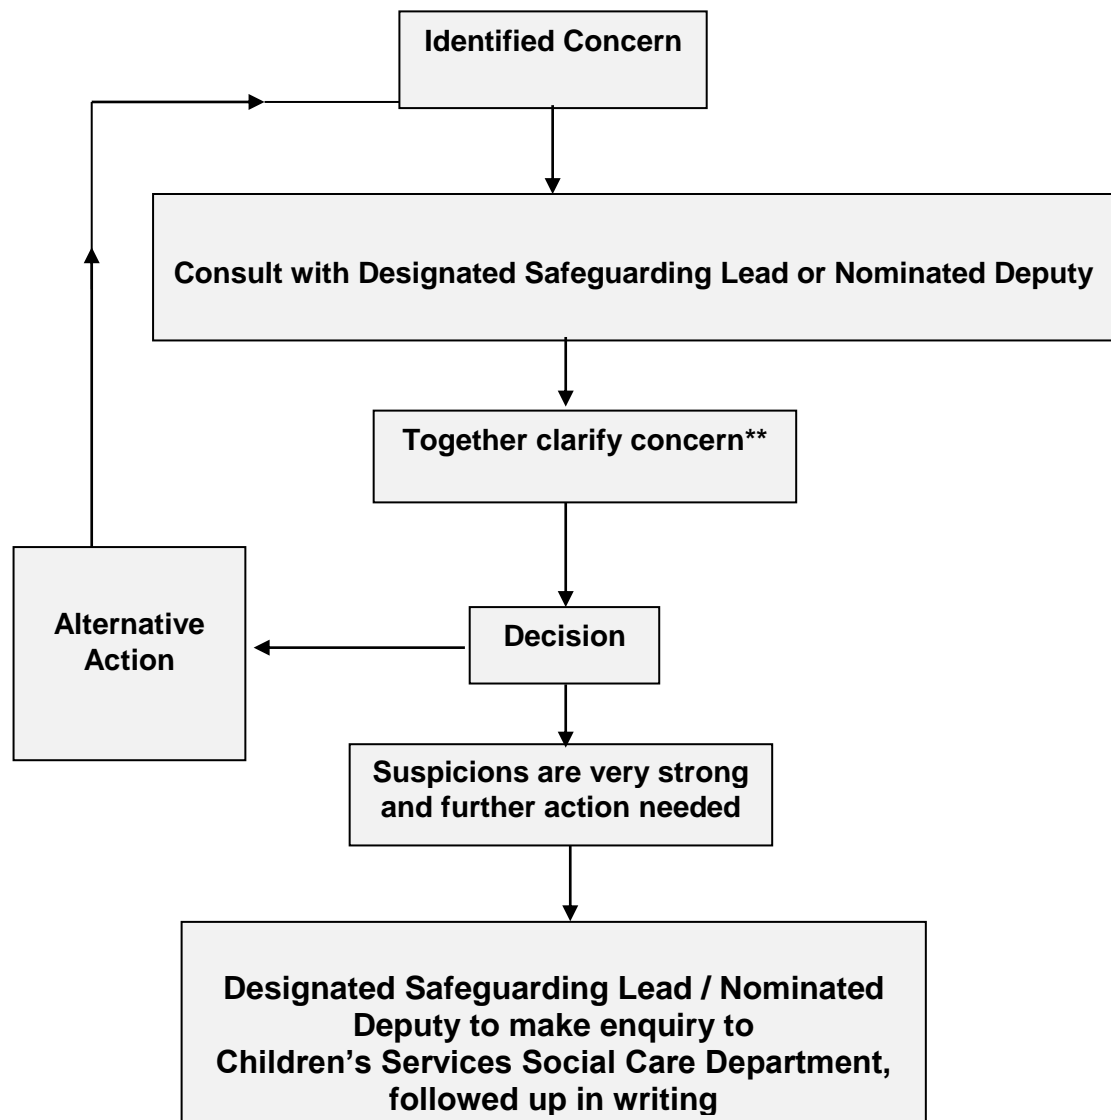 Identified Concern
Consult with Designated Safeguarding Lead or Nominated Deputy
Together clarify concern**
Alternative
Action
Decision
Suspicions are very strong
and further action needed
Designated Safeguarding Lead / Nominated
Deputy to make enquiry to
Children’s Services Social Care Department,
followed up in writing